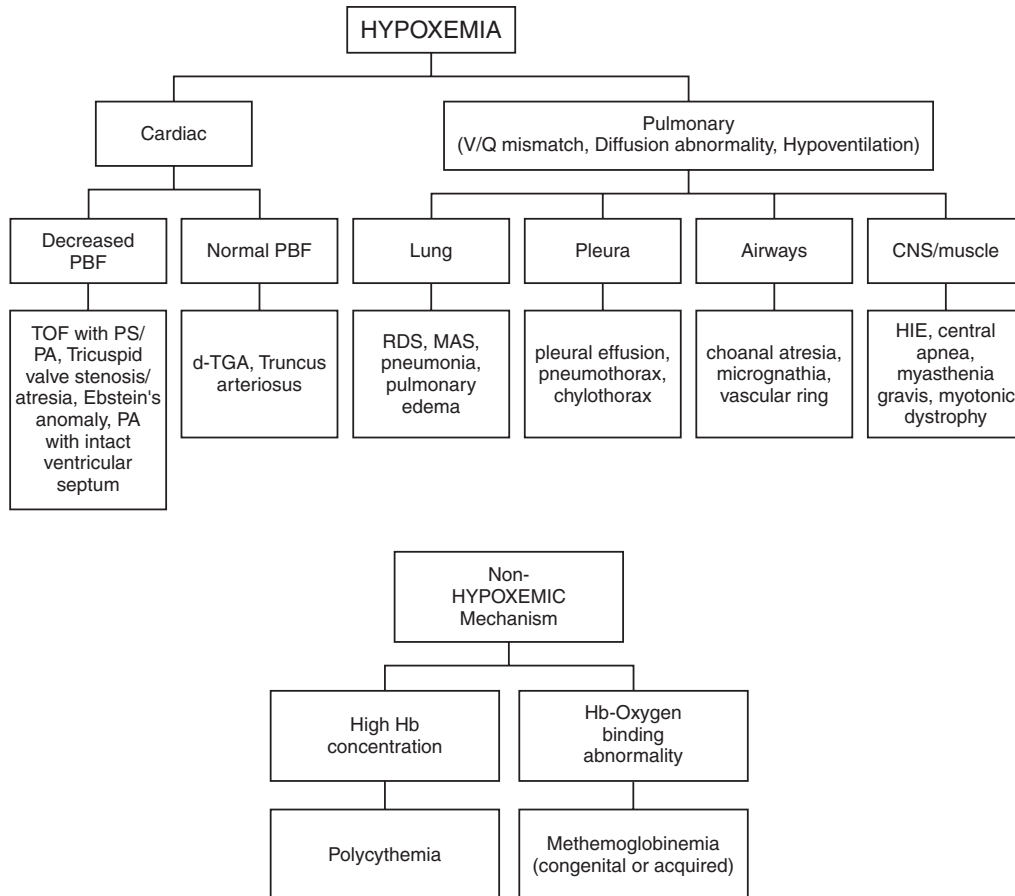 HYPOXEMIA
Cardiac
Pulmonary
(V/Q mismatch, Diffusion abnormality, Hypoventilation)
Decreased
PBF
Normal PBF
Lung
Pleura
Airways
CNS/muscle
TOF with PS/
PA, Tricuspid
valve stenosis/
atresia, Ebstein's
anomaly, PA
with intact
ventricular
septum
d-TGA, Truncus
arteriosus
RDS, MAS,
pneumonia,
pulmonary
edema
pleural effusion,
pneumothorax,
chylothorax
choanal atresia,
micrognathia,
vascular ring
HIE, central
apnea,
myasthenia
gravis, myotonic
dystrophy
Non-
HYPOXEMIC
Mechanism
High Hb
concentration
Hb-Oxygen
binding
abnormality
Polycythemia
Methemoglobinemia
(congenital or acquired)